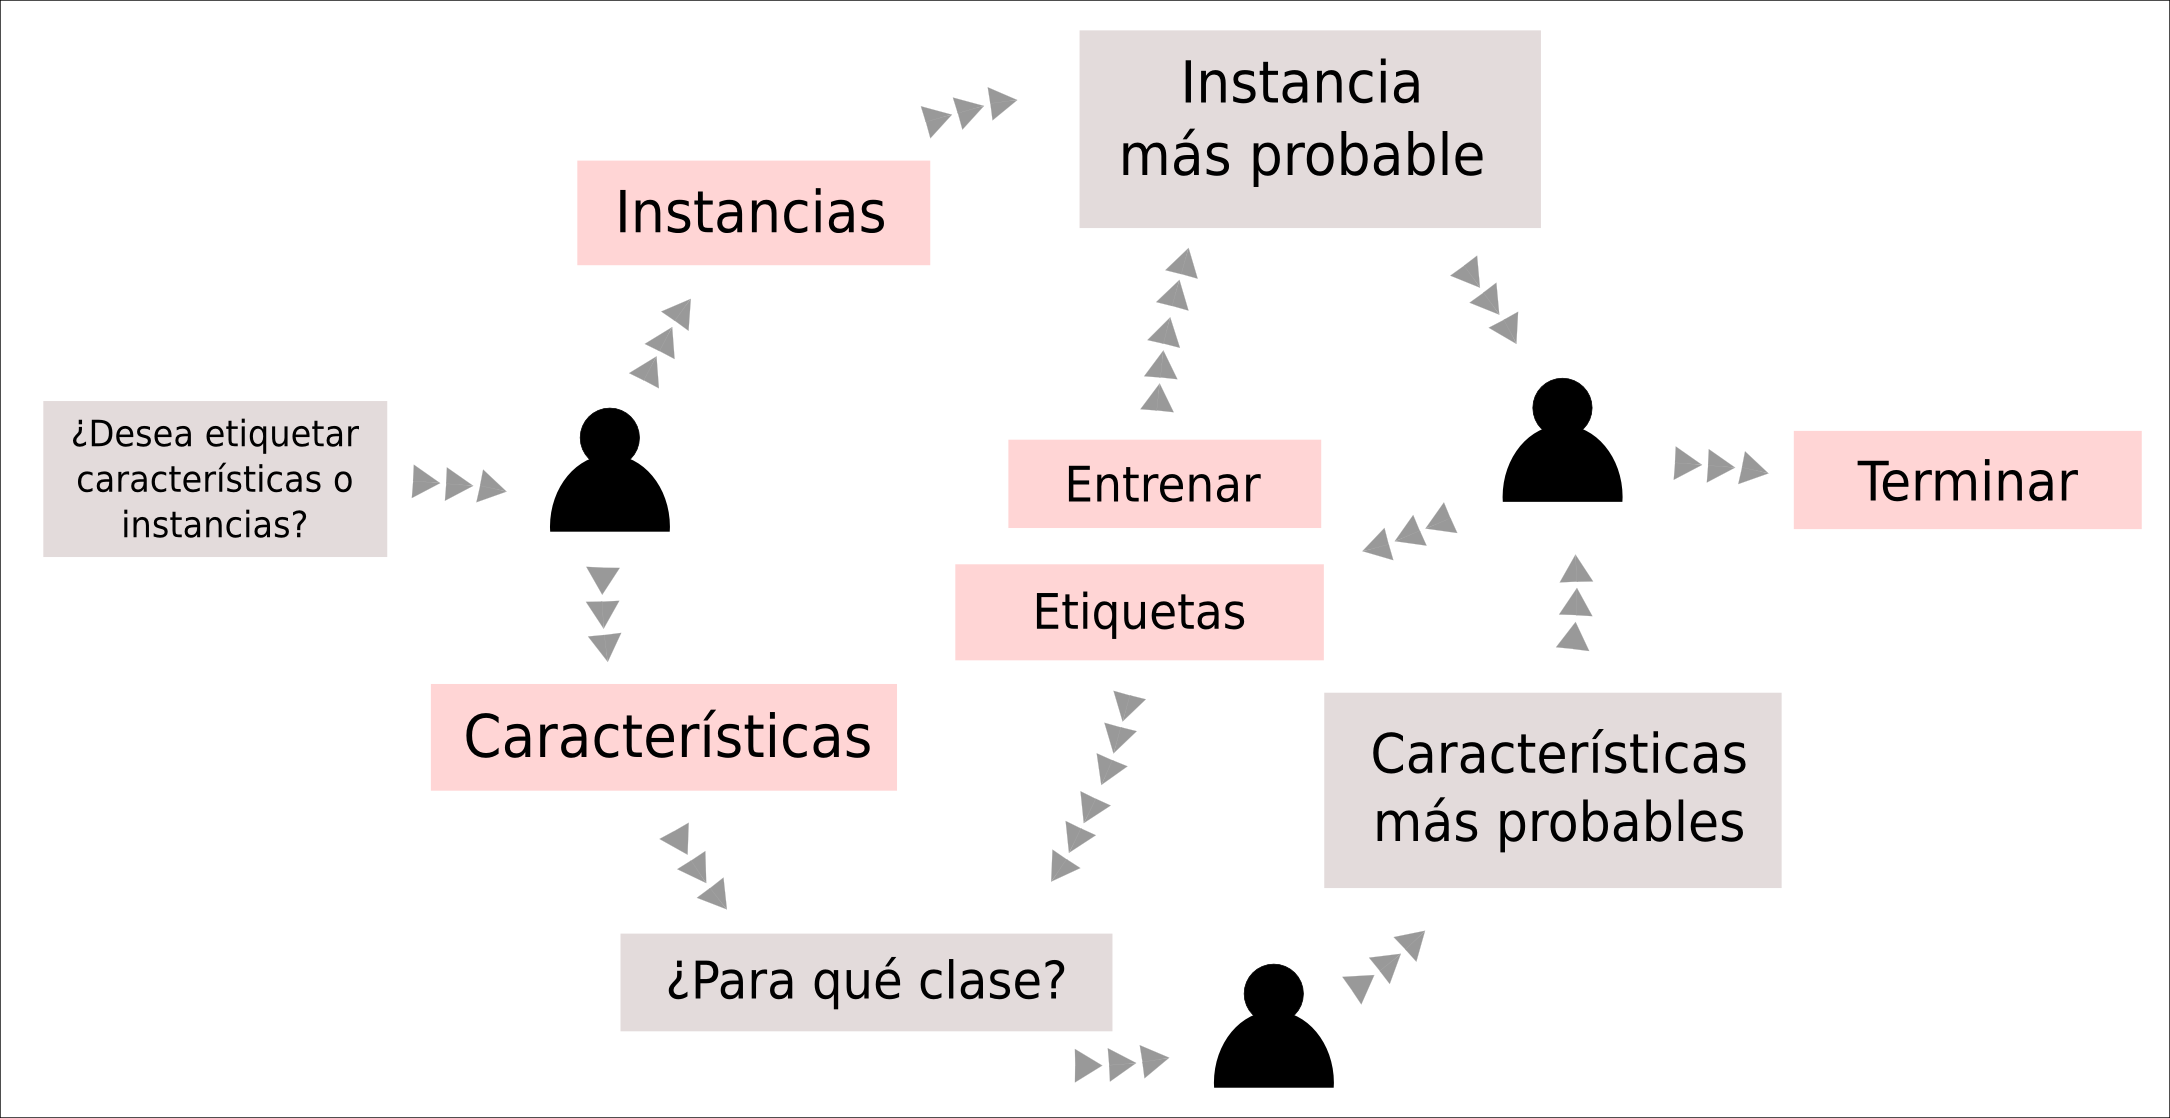 Instancia
más probable
Instancias
¿Desea etiquetar
características o
instancias?
Entrenar
Terminar
Etiquetas
Características
Características
más probables
¿Para qué clase?